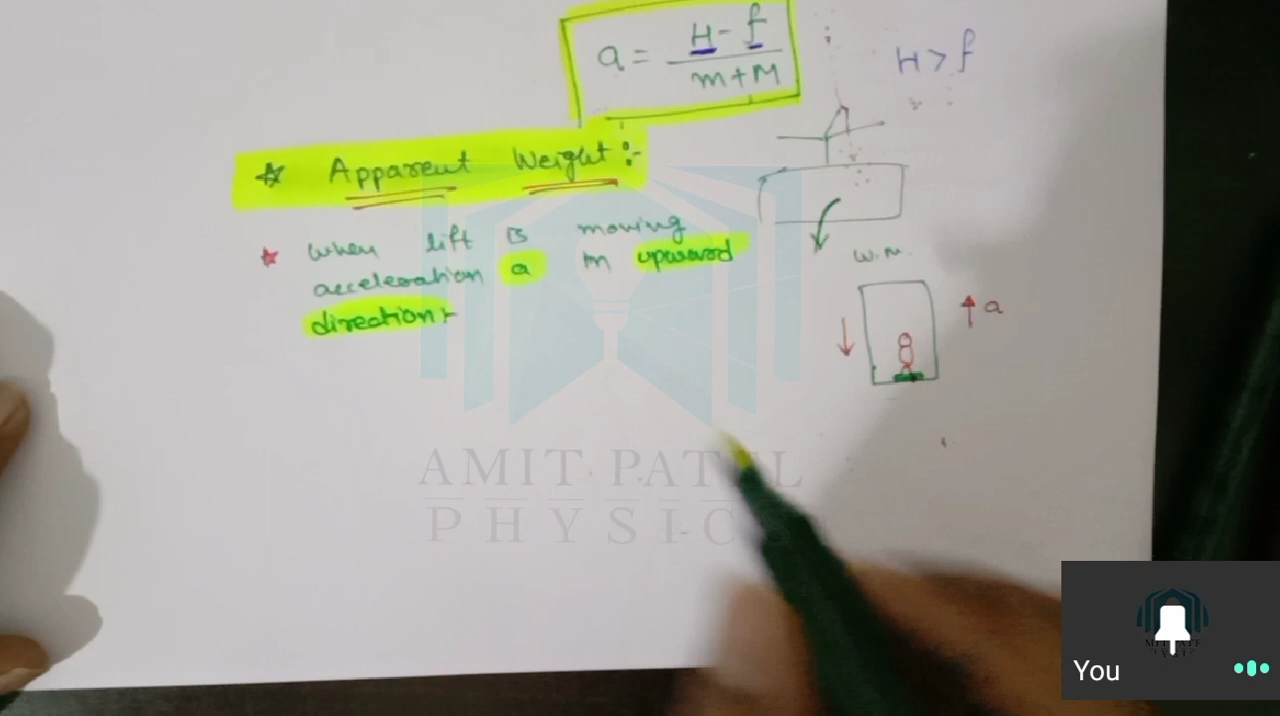 a = H - f
m+M
H > f
☆ Apparent Weight :-
★ When lift is moving
acceleration a in upward
direction :-
W.M.
↑ a
AMIT PATEL
PHYSICS
You